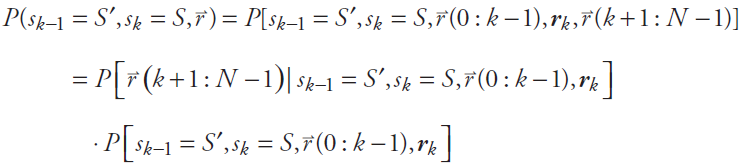 P(s_{k−1} = S′, s_k = S, r⃗) = P[s_{k−1} = S′, s_k = S, r⃗(0 : k−1), r_k, r⃗(k+1 : N−1)]
= P[r⃗(k+1 : N−1)| s_{k−1} = S′, s_k = S, r⃗(0 : k−1), r_k]
· P[s_{k−1} = S′, s_k = S, r⃗(0 : k−1), r_k]